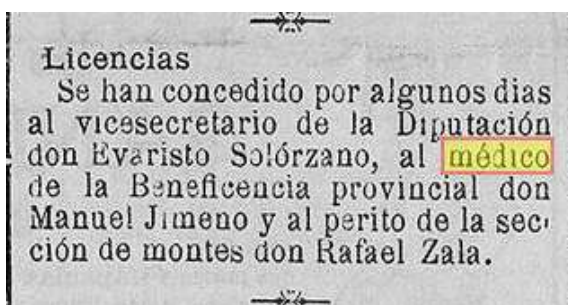 Licencias
Se han concedido por algunos dias
al vicesecretario de la Diputación
don Evaristo Solórzano, al médico
de la Beneficencia provincial don
Manuel Jimeno y al perito de la sec-
ción de montes don Rafael Zala.